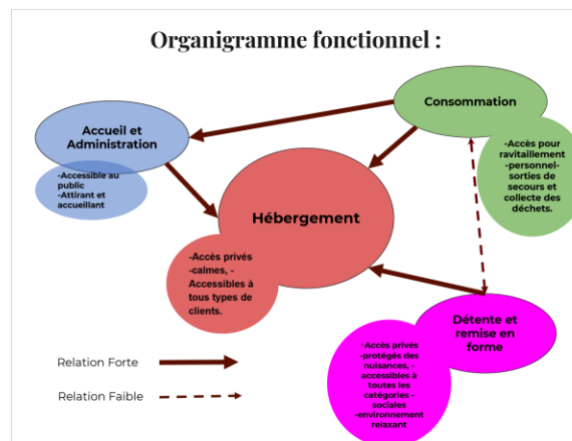 Organigramme fonctionnel :
Consommation
-Accès pour
ravitaillement
-personnel-
sorties de
secours et
collecte des
déchets.
Accueil et
Administration
-Accessible au
public
-Attirant et
accueillant
Hébergement
-Accès privés
-calmes, -
Accessibles à
tous types de
clients.
Détente et
remise en
forme
-Accès privé
-protégés des
nuisances, -
accessibles à
toutes les
catégories -
sociales
-environnement
relaxant
Relation Forte
Relation Faible